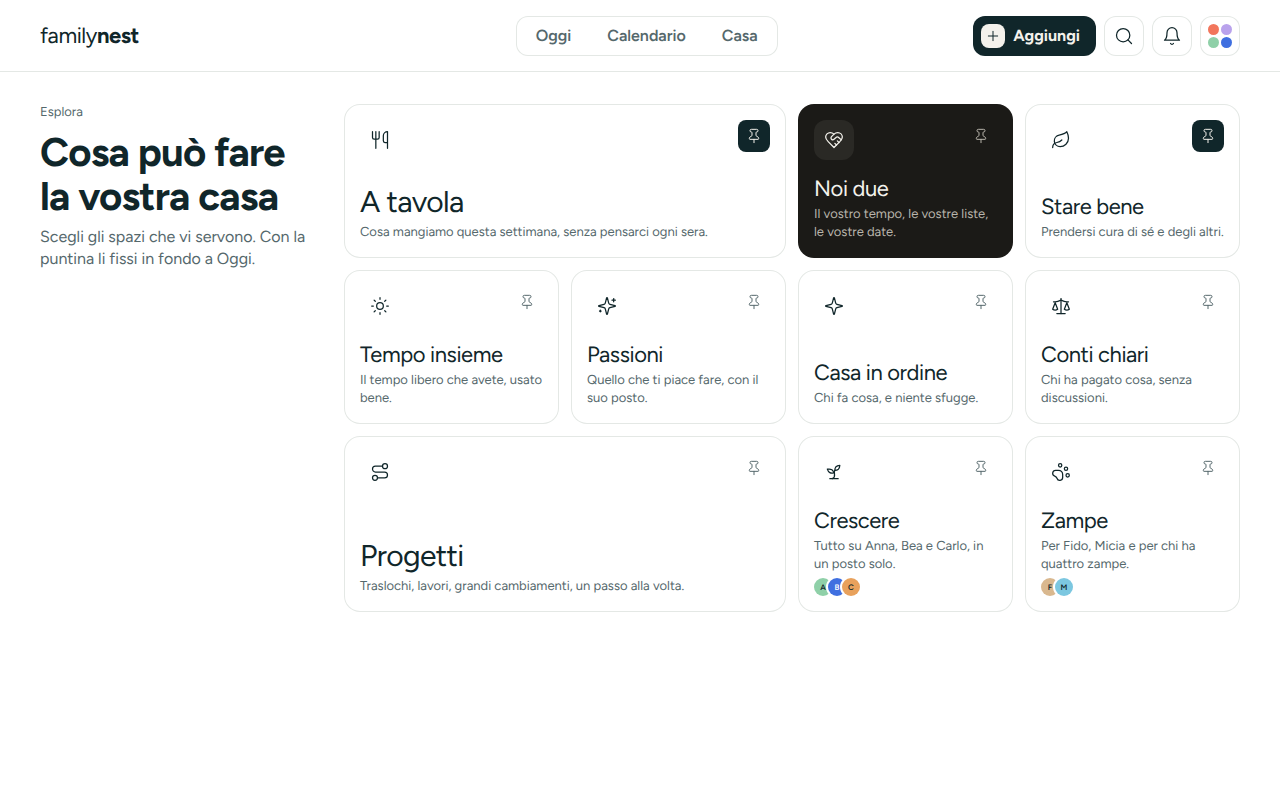 familynest
Oggi
Calendario
Casa
Aggiungi
Esplora
Cosa può fare
la vostra casa
Scegli gli spazi che vi servono. Con la
puntina li fissi in fondo a Oggi.
A tavola
Cosa mangiamo questa settimana, senza pensarci ogni sera.
Noi due
Il vostro tempo, le vostre liste,
le vostre date.
Stare bene
Prendersi cura di sé e degli altri.
Tempo insieme
Il tempo libero che avete, usato
bene.
Passioni
Quello che ti piace fare, con il
suo posto.
Casa in ordine
Chi fa cosa, e niente sfugge.
Conti chiari
Chi ha pagato cosa, senza
discussioni.
Progetti
Traslochi, lavori, grandi cambiamenti, un passo alla volta.
Crescere
Tutto su Anna, Bea e Carlo, in
un posto solo.
A B C
Zampe
Per Fido, Micia e per chi ha
quattro zampe.
F M